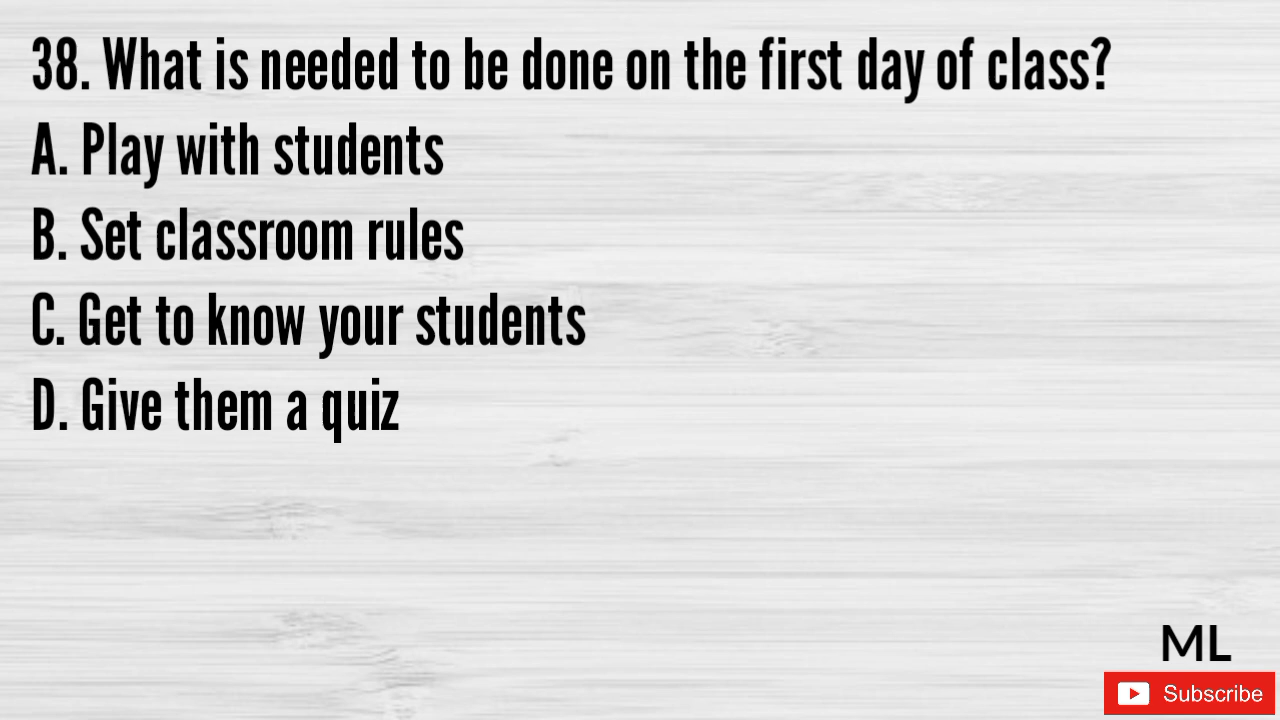 38. What is needed to be done on the first day of class?
A. Play with students
B. Set classroom rules
C. Get to know your students
D. Give them a quiz
ML
Subscribe